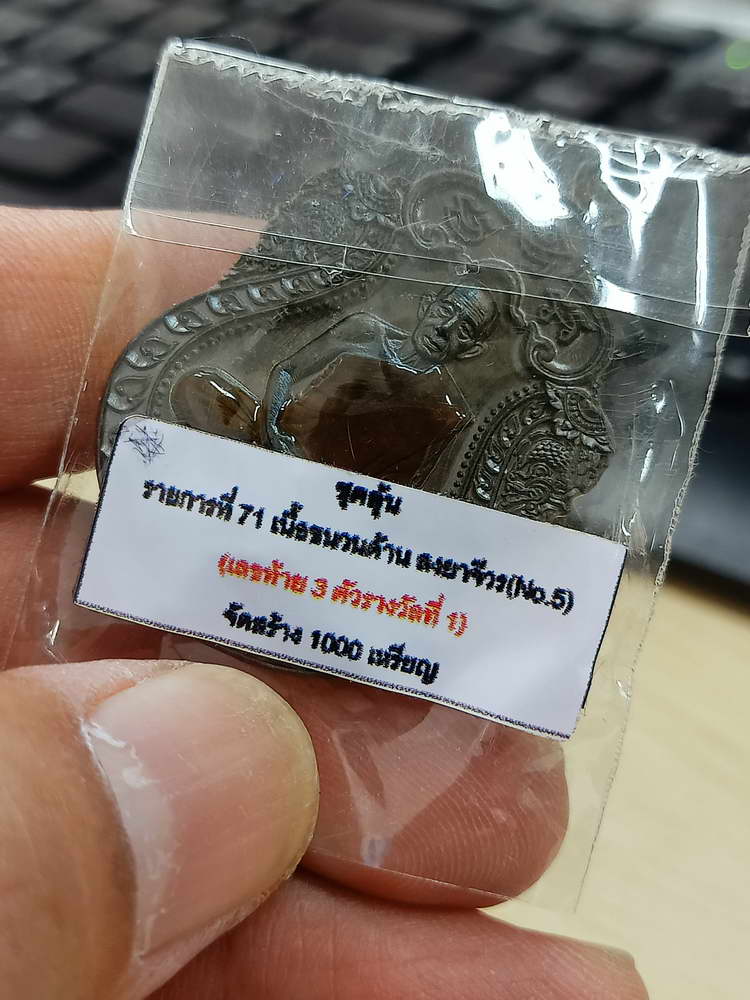 ชุดลุ้น
รายการที่ 71 เนื้อชนวนด้าน ลงยาจีวร(No.5)
(เลขท้าย 3 ตัวรางวัลที่ 1)
จัดสร้าง 1000 เหรียญ